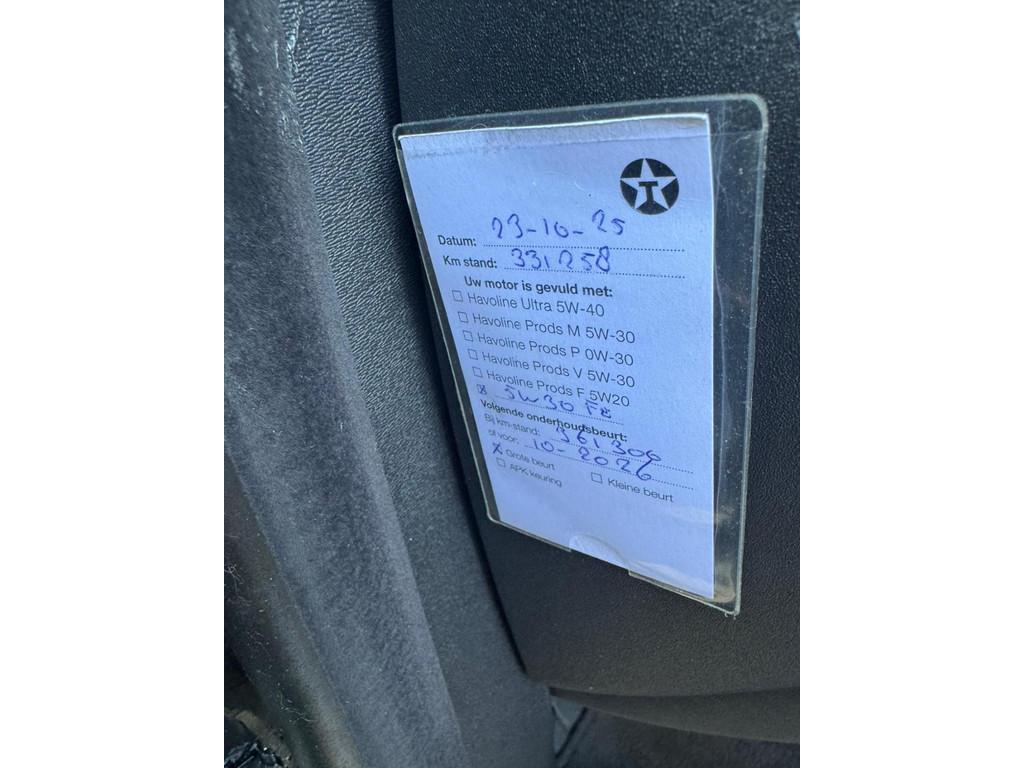 T
Datum: 23-10-25
Km stand: 331258
Uw motor is gevuld met:
☐ Havoline Ultra 5W-40
☐ Havoline Prods M 5W-30
☐ Havoline Prods P 0W-30
☐ Havoline Prods V 5W-30
☐ Havoline Prods F 5W20
☒ 5W30 FE
Volgende onderhoudsbeurt:
Bij km-stand: 361300
of voor: 10-2026
☒ Grote beurt ☐ Kleine beurt
☐ APK keuring